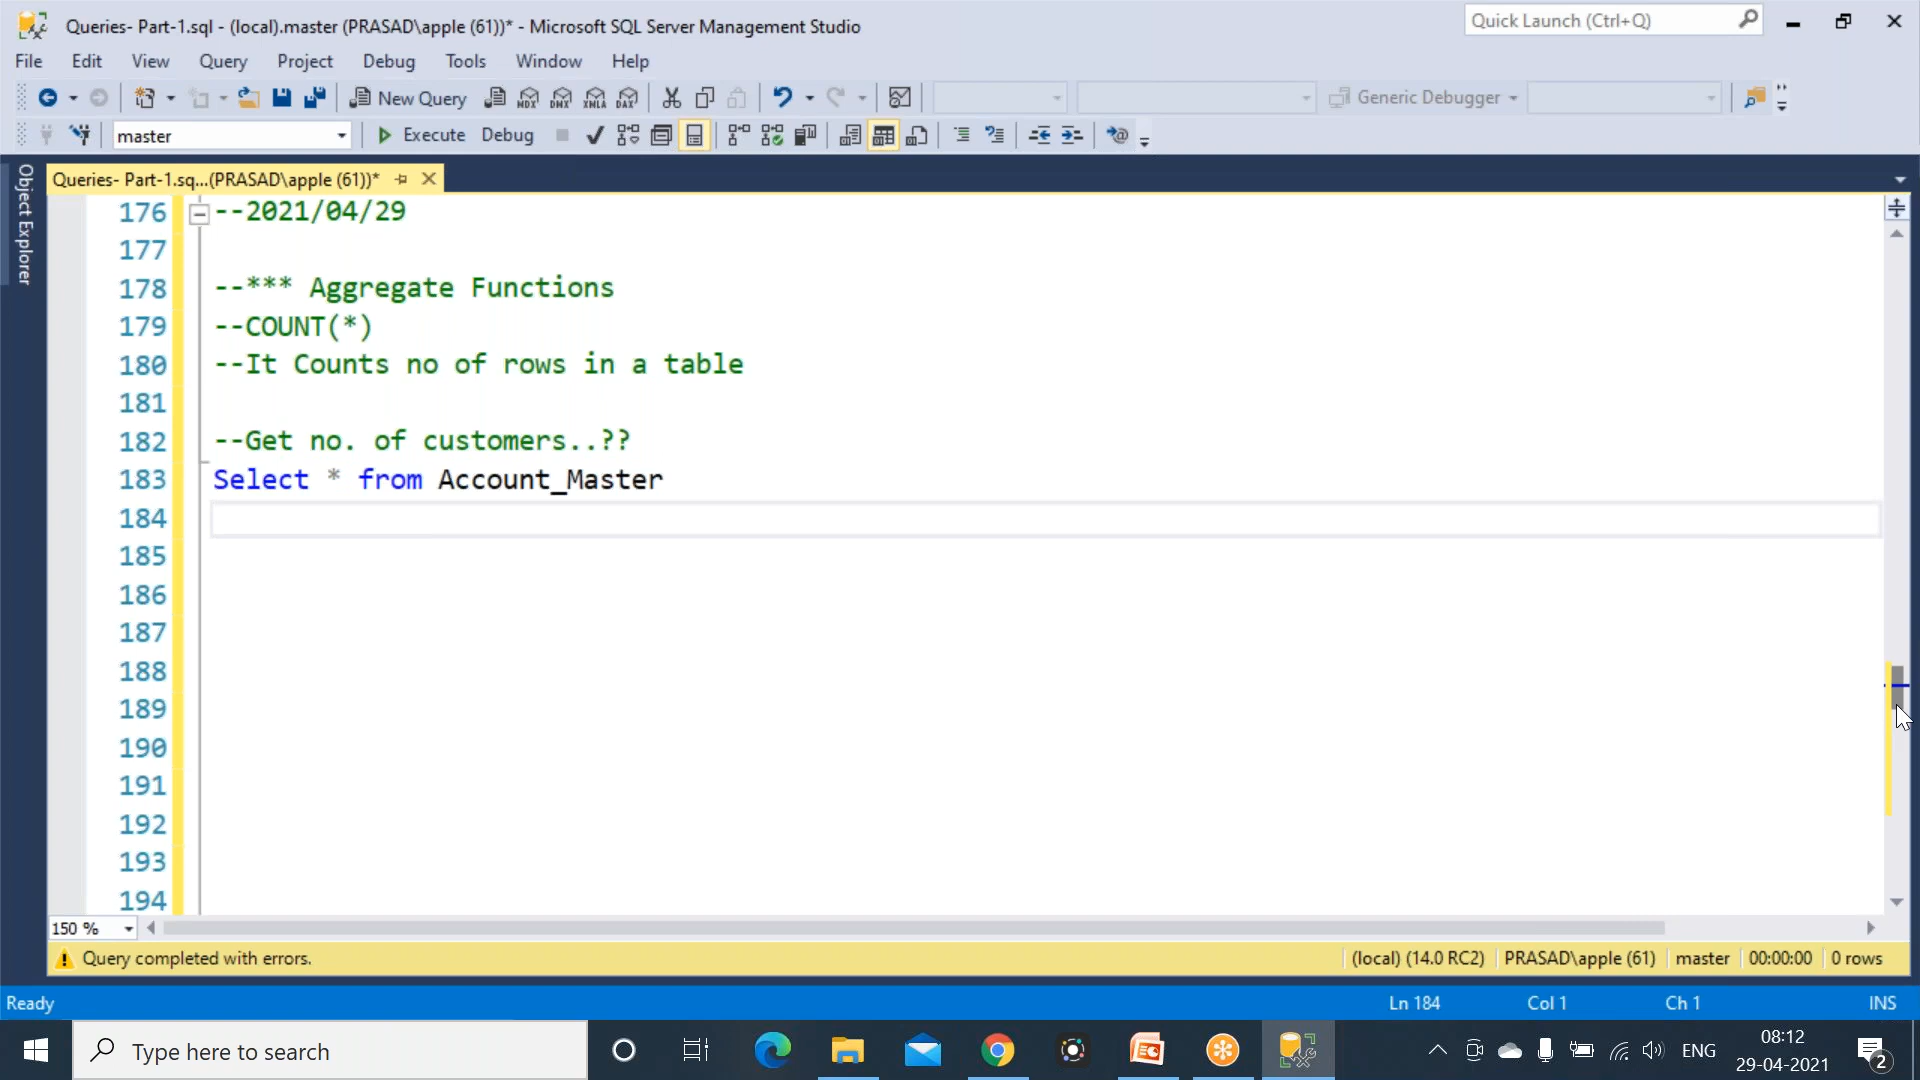 Queries- Part-1.sql - (local).master (PRASAD\apple (61))* - Microsoft SQL Server Management Studio
Quick Launch (Ctrl+Q)
File Edit View Query Project Debug Tools Window Help
New Query MDX DMX XMLA DAX Generic Debugger
master Execute Debug
Object Explorer
Queries- Part-1.sq...(PRASAD\apple (61))*
176 --2021/04/29
177
178 --*** Aggregate Functions
179 --COUNT(*)
180 --It Counts no of rows in a table
181
182 --Get no. of customers..??
183 Select * from Account_Master
184
185
186
187
188
189
190
191
192
193
194
150 %
Query completed with errors. (local) (14.0 RC2) PRASAD\apple (61) master 00:00:00 0 rows
Ready Ln 184 Col 1 Ch 1 INS
Type here to search
ENG
08:12
29-04-2021
2